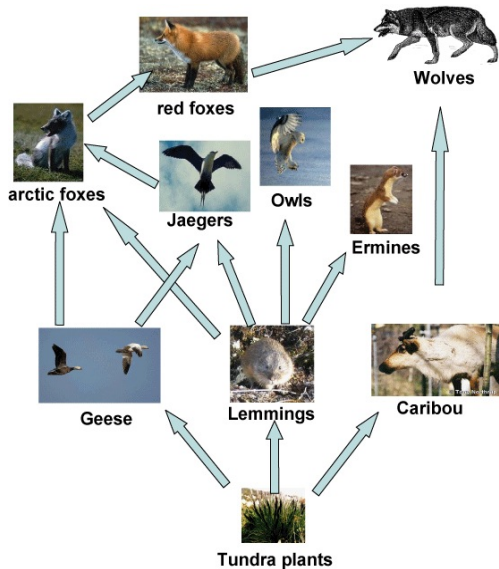 Wolves
red foxes
arctic foxes
Jaegers
Owls
Ermines
Geese
Lemmings
Caribou
Tundra plants